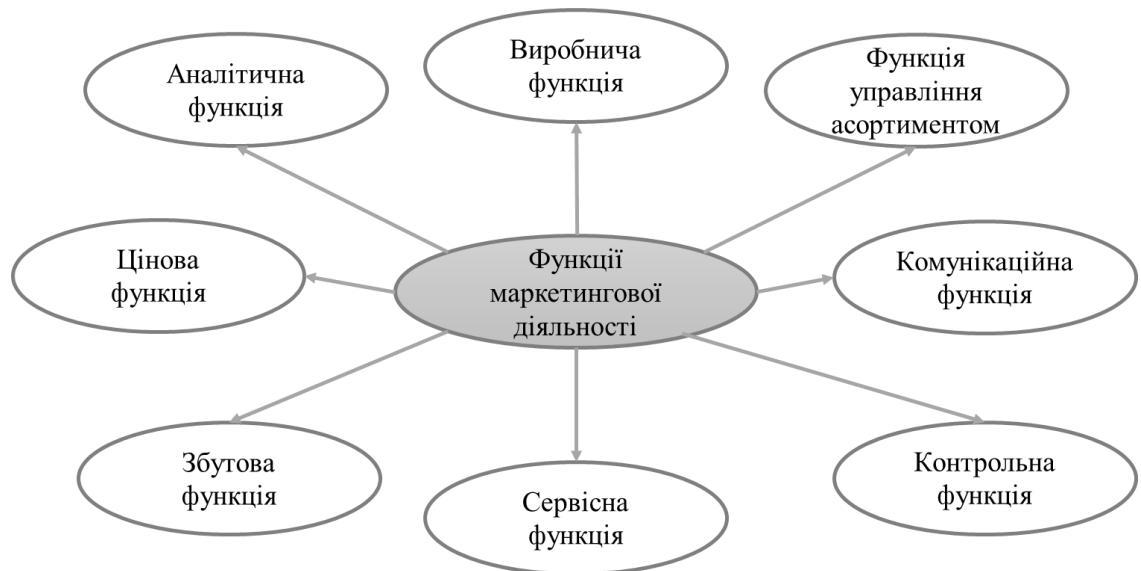 Аналітична
функція
Виробнича
функція
Функція
управління
асортиментом
Цінова
функція
Функції
маркетингової
діяльності
Комунікаційна
функція
Збутова
функція
Сервісна
функція
Контрольна
функція